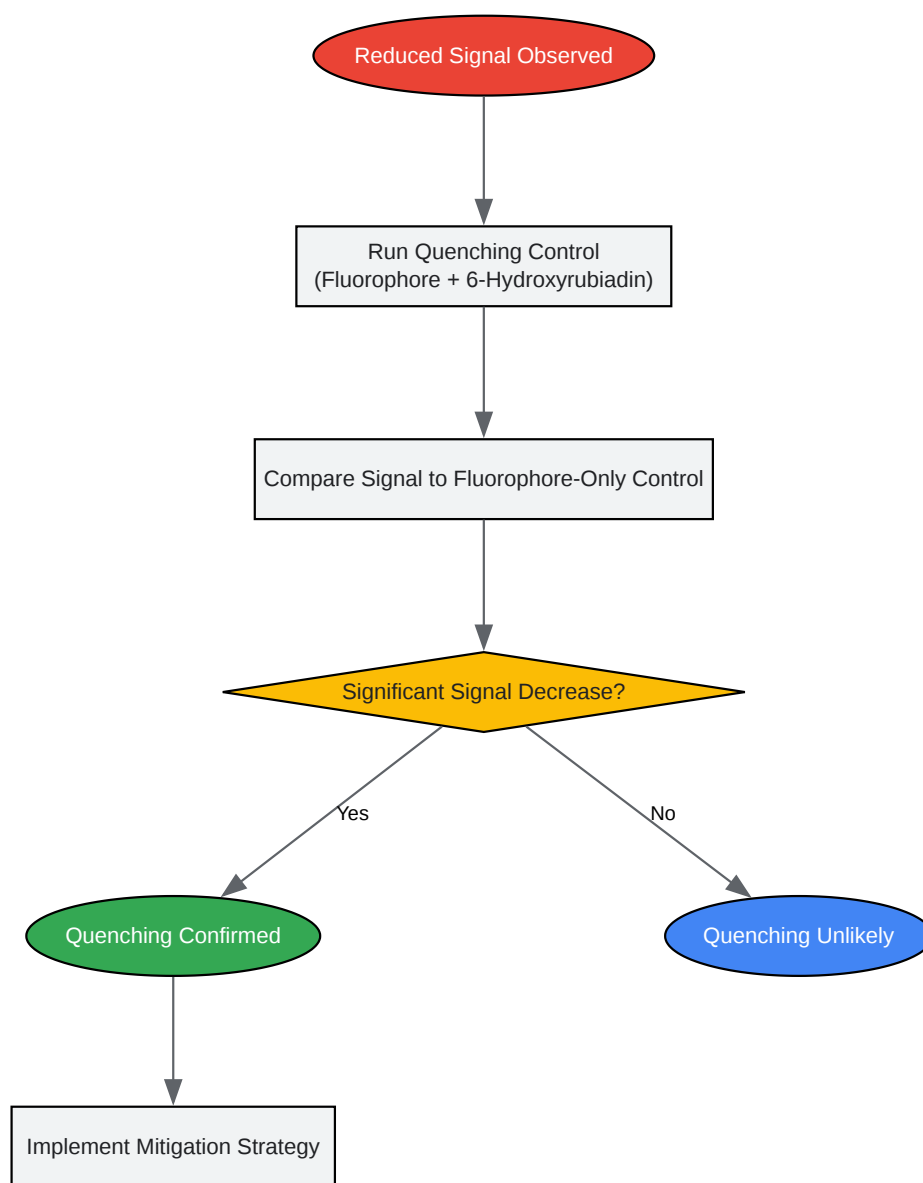 Reduced Signal Observed
Run Quenching Control
(Fluorophore + 6-Hydroxyrubiadin)
Compare Signal to Fluorophore-Only Control
Significant Signal Decrease?
Yes
No
Quenching Confirmed
Quenching Unlikely
Implement Mitigation Strategy